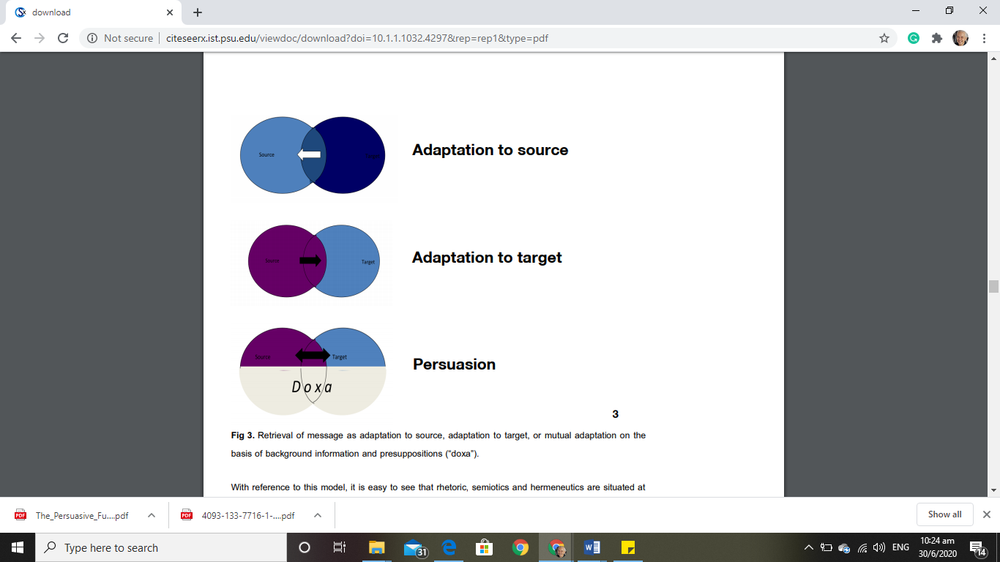 download
Not secure
citeseerx.ist.psu.edu/viewdoc/download?doi=10.1.1.1032.4297&rep=rep1&type=pdf
Source
Adaptation to source
Source
Target
Adaptation to target
Source
Target
Doxa
Persuasion
3
Fig 3. Retrieval of message as adaptation to source, adaptation to target, or mutual adaptation on the
basis of background information and presuppositions (“doxa”).
With reference to this model, it is easy to see that rhetoric, semiotics and hermeneutics are situated at
The_Persuasive_Fu....pdf
4093-133-7716-1-....pdf
Show all
Type here to search
31
ENG
10:24 am
30/6/2020
14